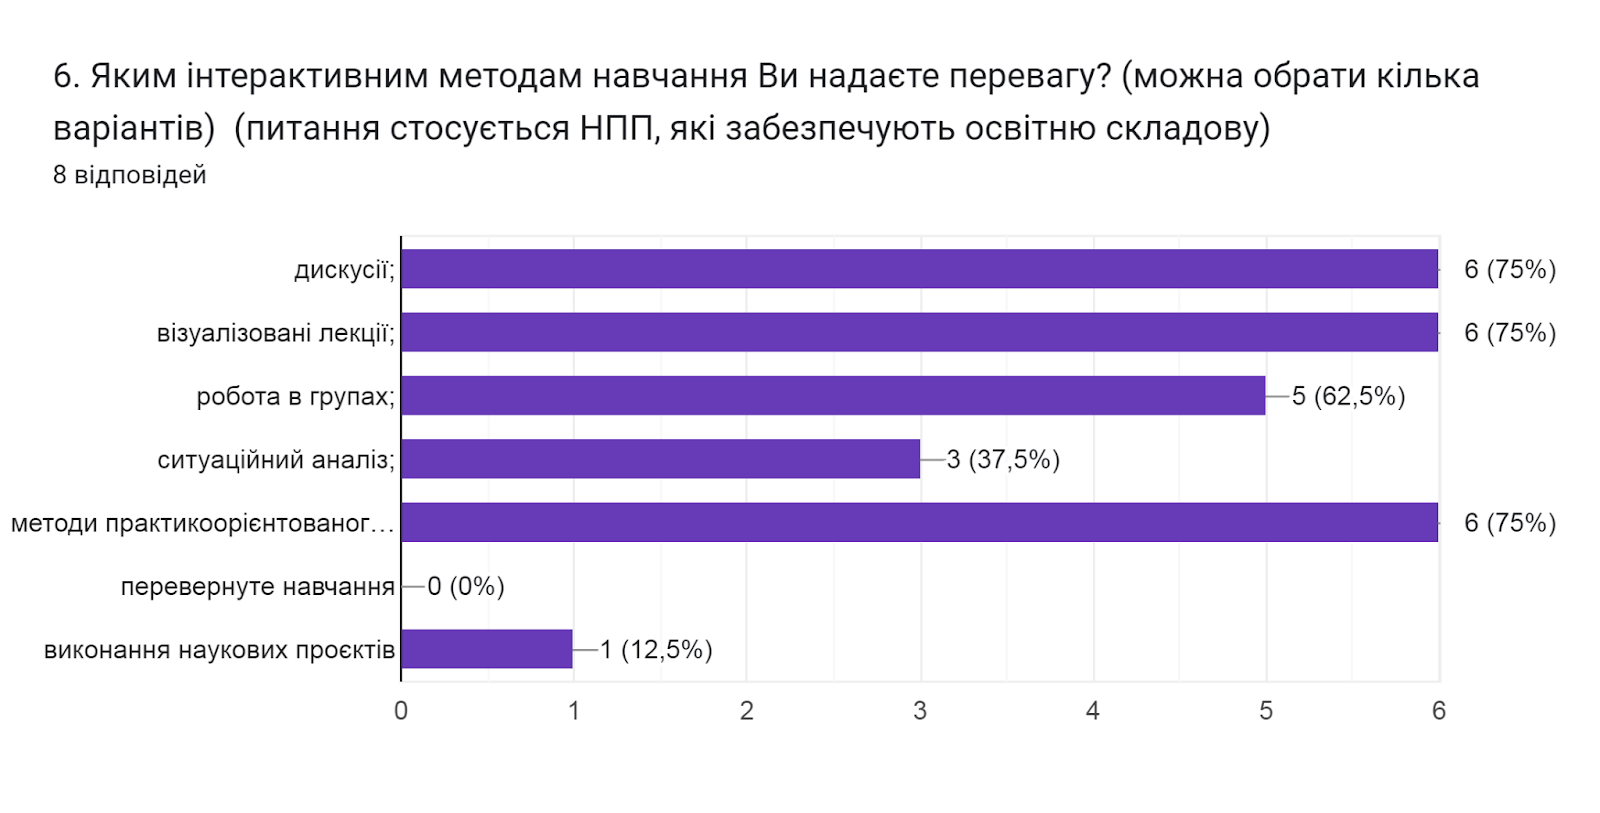 6. Яким інтерактивним методам навчання Ви надаєте перевагу? (можна обрати кілька
варіантів)  (питання стосується НПП, які забезпечують освітню складову)
8 відповідей
дискусії; 6 (75%)
візуалізовані лекції; 6 (75%)
робота в групах; 5 (62,5%)
ситуаційний аналіз; 3 (37,5%)
методи практикоорієнтованог… 6 (75%)
перевернуте навчання 0 (0%)
виконання наукових проєктів 1 (12,5%)
0 1 2 3 4 5 6